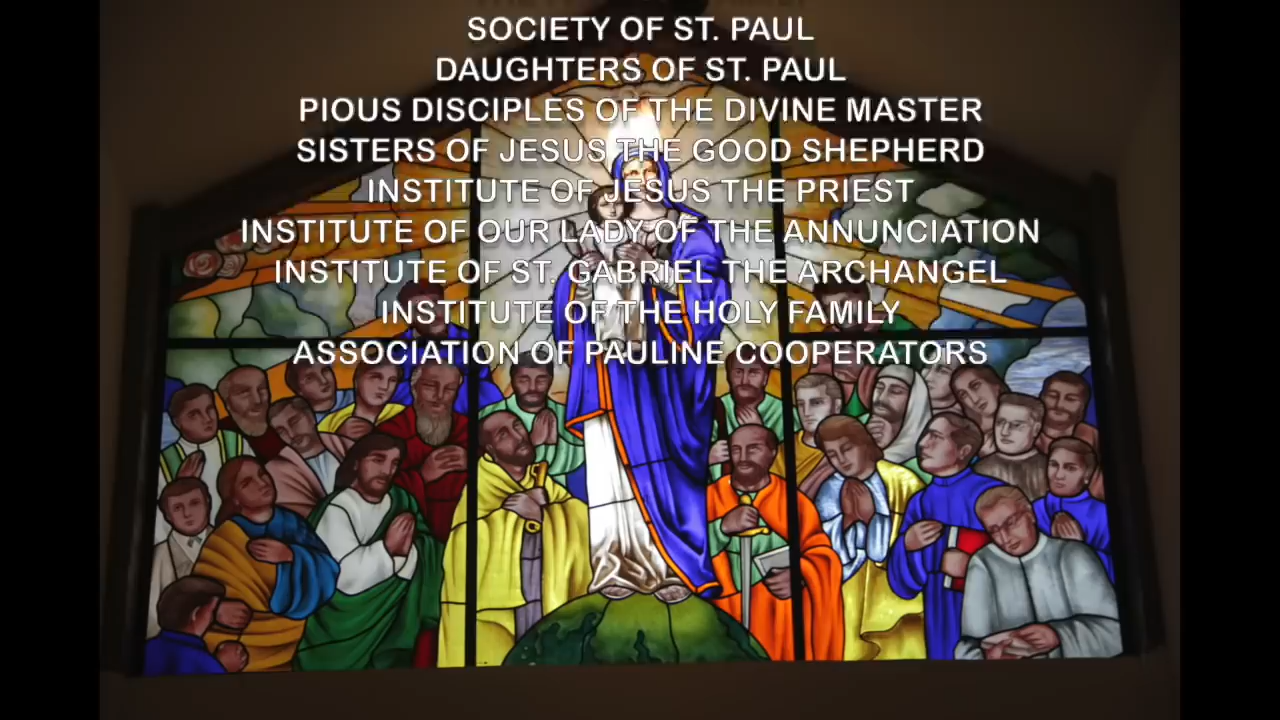 SOCIETY OF ST. PAUL
DAUGHTERS OF ST. PAUL
PIOUS DISCIPLES OF THE DIVINE MASTER
SISTERS OF JESUS THE GOOD SHEPHERD
INSTITUTE OF JESUS THE PRIEST
INSTITUTE OF OUR LADY OF THE ANNUNCIATION
INSTITUTE OF ST. GABRIEL THE ARCHANGEL
INSTITUTE OF THE HOLY FAMILY
ASSOCIATION OF PAULINE COOPERATORS